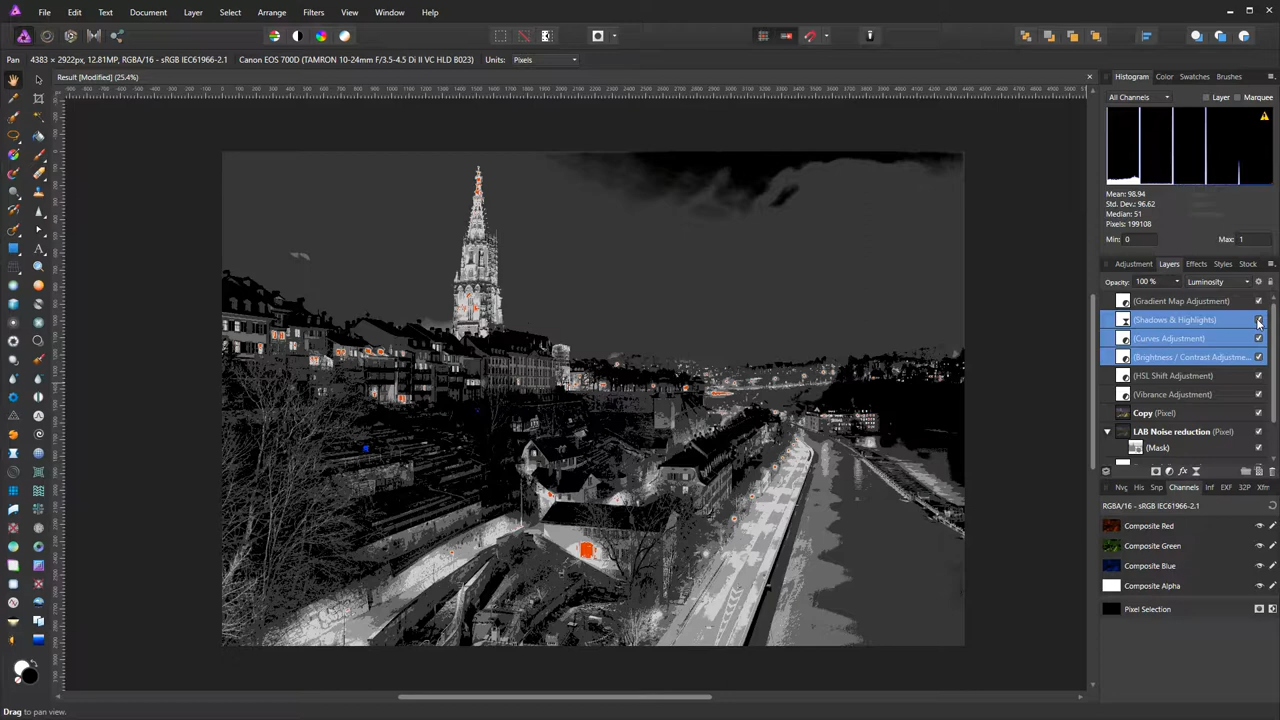 File Edit Text Document Layer Select Arrange Filters View Window Help
Pan 4383 × 2922px, 12.81MP, RGBA/16 - sRGB IEC61966-2.1 Canon EOS 700D (TAMRON 10-24mm F/3.5-4.5 Di II VC HLD B023) Units: Pixels
Result [Modified] (25.4%)
Histogram Color Swatches Brushes
All Channels Layer Marquee
Mean: 98.94
Std. Dev.: 96.62
Median: 51
Pixels: 199108
Min: 0 Max: 1
Adjustment Layers Effects Styles Stock
Opacity: 100 % Luminosity
(Gradient Map Adjustment)
(Shadows & Highlights)
(Curves Adjustment)
(Brightness / Contrast Adjustme...
(HSL Shift Adjustment)
(Vibrance Adjustment)
Copy (Pixel)
LAB Noise reduction (Pixel)
(Mask)
Nvg His Snp Channels Inf EXF 32P Xfm
RGBA/16 - sRGB IEC61966-2.1
Composite Red
Composite Green
Composite Blue
Composite Alpha
Pixel Selection
Drag to pan view.